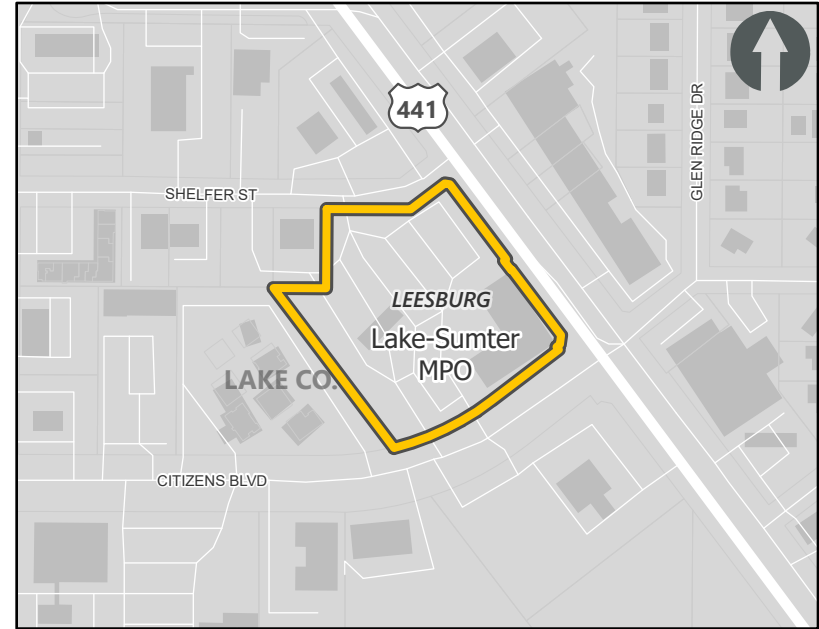 441
GLEN RIDGE DR
SHELFER ST
LEESBURG
Lake-Sumter
MPO
LAKE CO.
CITIZENS BLVD